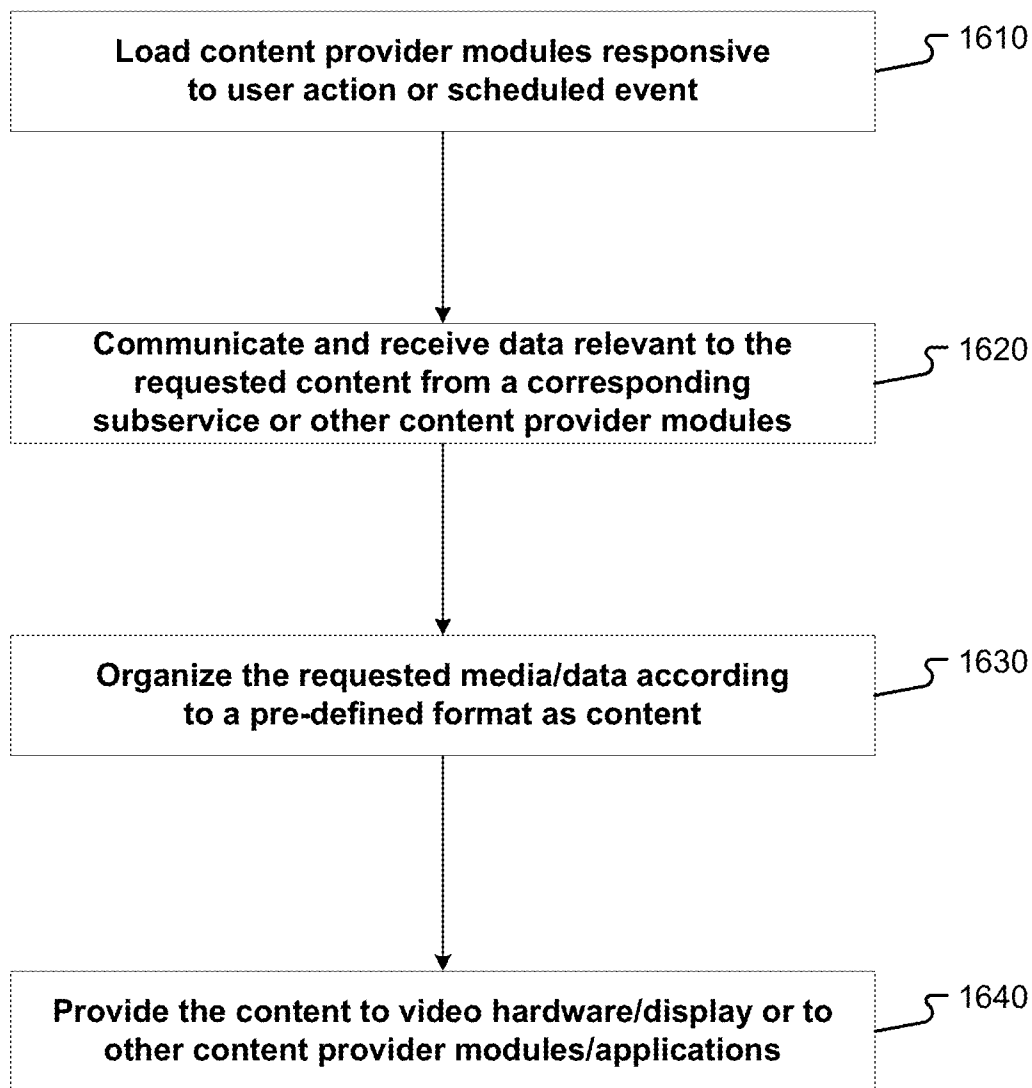 Load content provider modules responsive
to user action or scheduled event
1610
Communicate and receive data relevant to the
requested content from a corresponding
subservice or other content provider modules
1620
Organize the requested media/data according
to a pre-defined format as content
1630
Provide the content to video hardware/display or to
other content provider modules/applications
1640